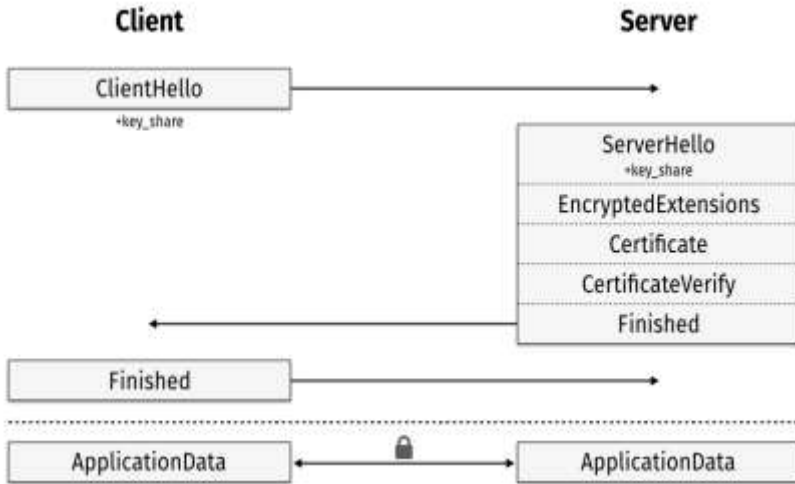 Client Server
ClientHello
+key_share
ServerHello
+key_share
EncryptedExtensions
Certificate
CertificateVerify
Finished
Finished
ApplicationData ApplicationData